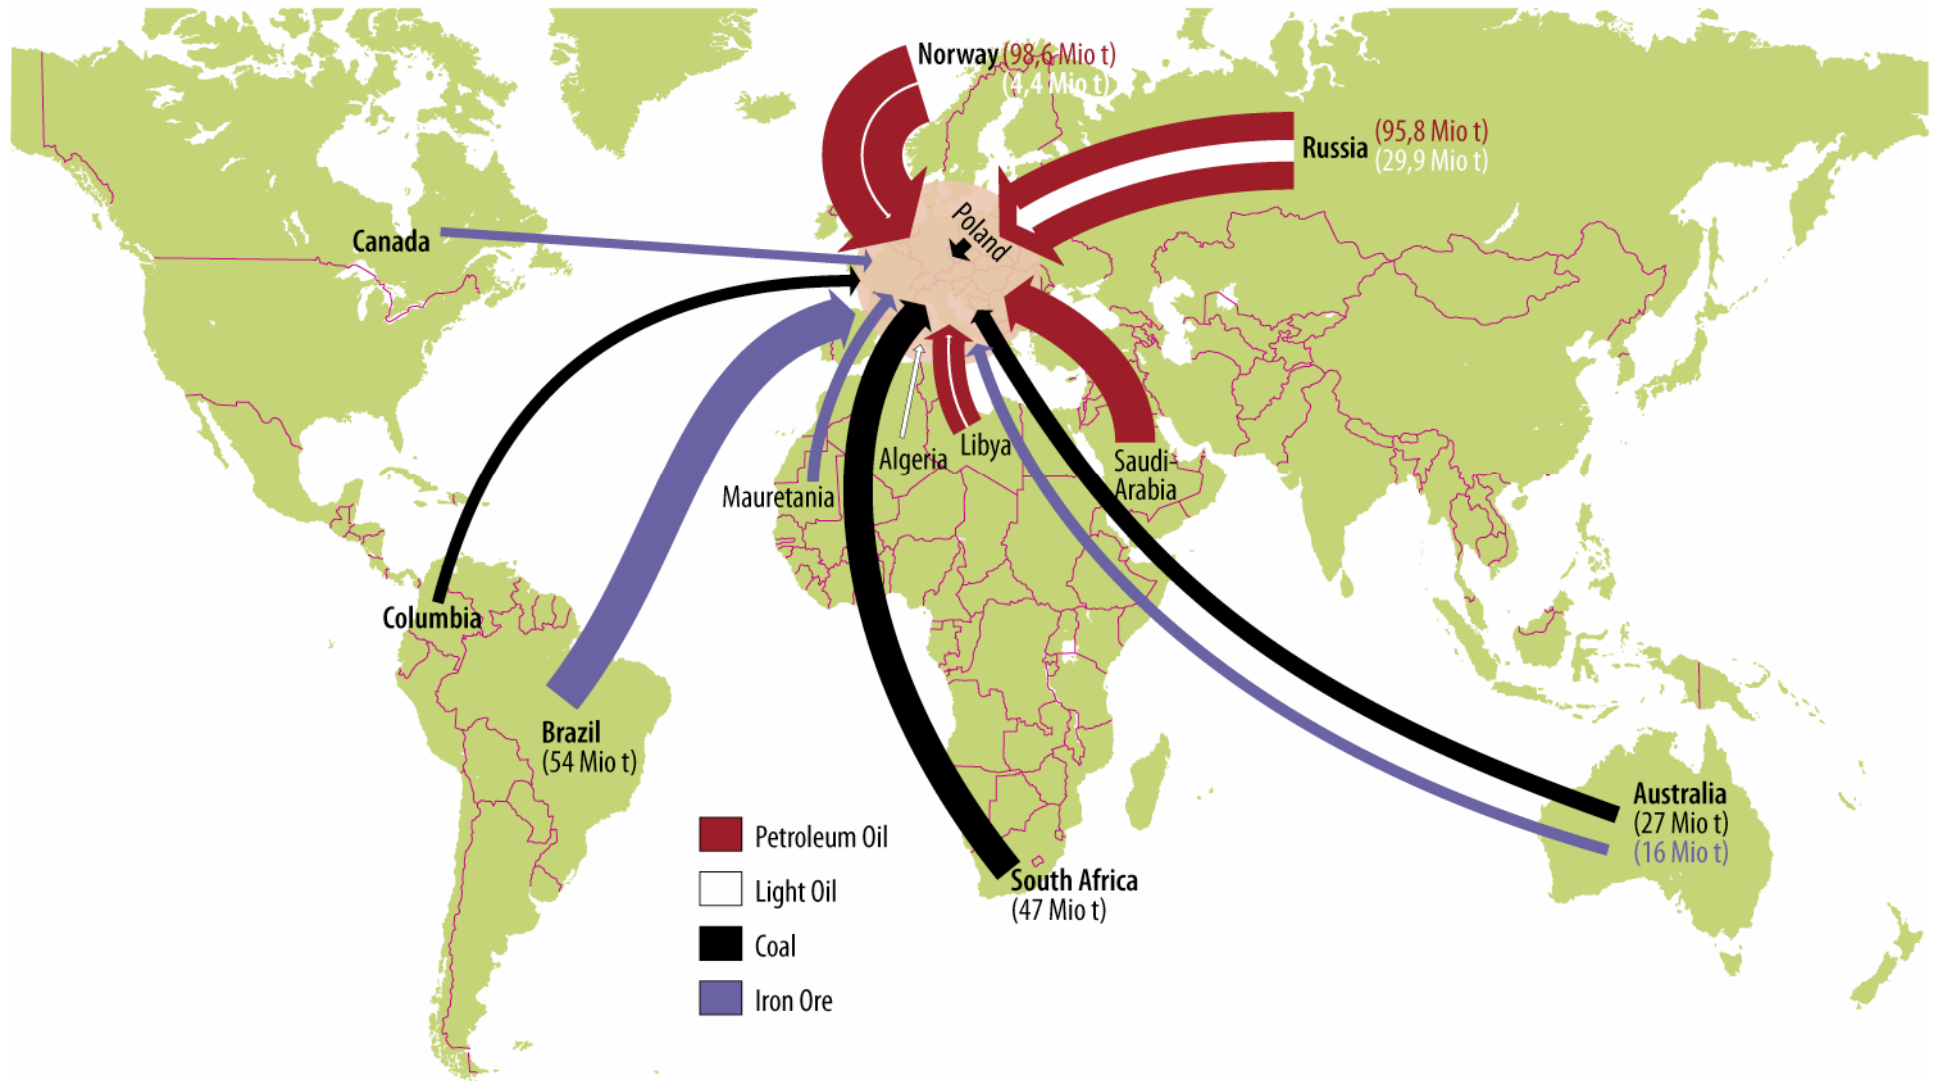 Norway (98,6 Mio t)
(4,4 Mio t)
Russia
(95,8 Mio t)
(29,9 Mio t)
Poland
Canada
Algeria
Libya
Saudi-
Arabia
Mauretania
Columbia
Brazil
(54 Mio t)
Australia
(27 Mio t)
(16 Mio t)
South Africa
(47 Mio t)
Petroleum Oil
Light Oil
Coal
Iron Ore